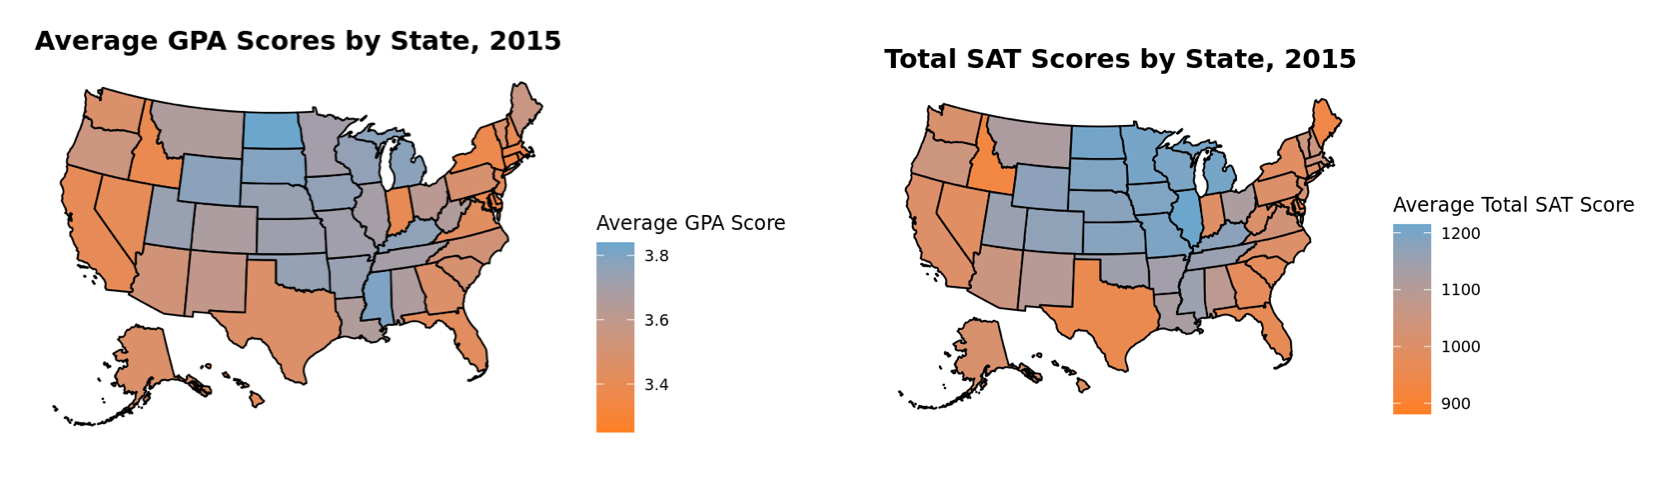 Average GPA Scores by State, 2015
Average GPA Score
3.8
3.6
3.4
Total SAT Scores by State, 2015
Average Total SAT Score
1200
1100
1000
900